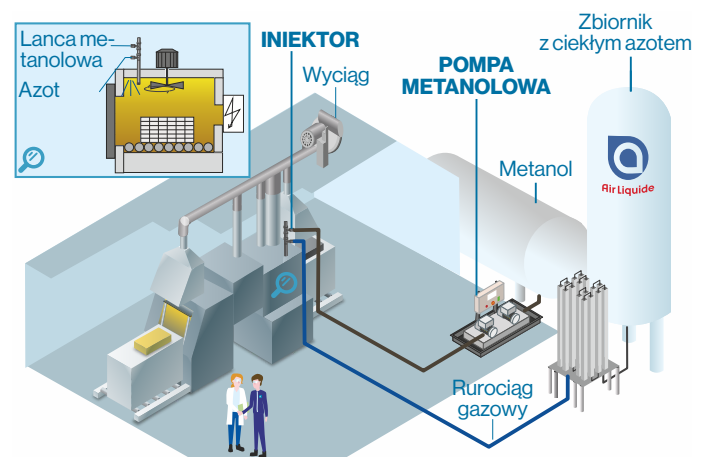 Lanca me-
tanolowa
Azot
INIEKTOR
Wyciąg
POMPA
METANOLOWA
Zbiornik
z ciekłym azotem
Metanol
Air Liquide
Rurociąg
gazowy